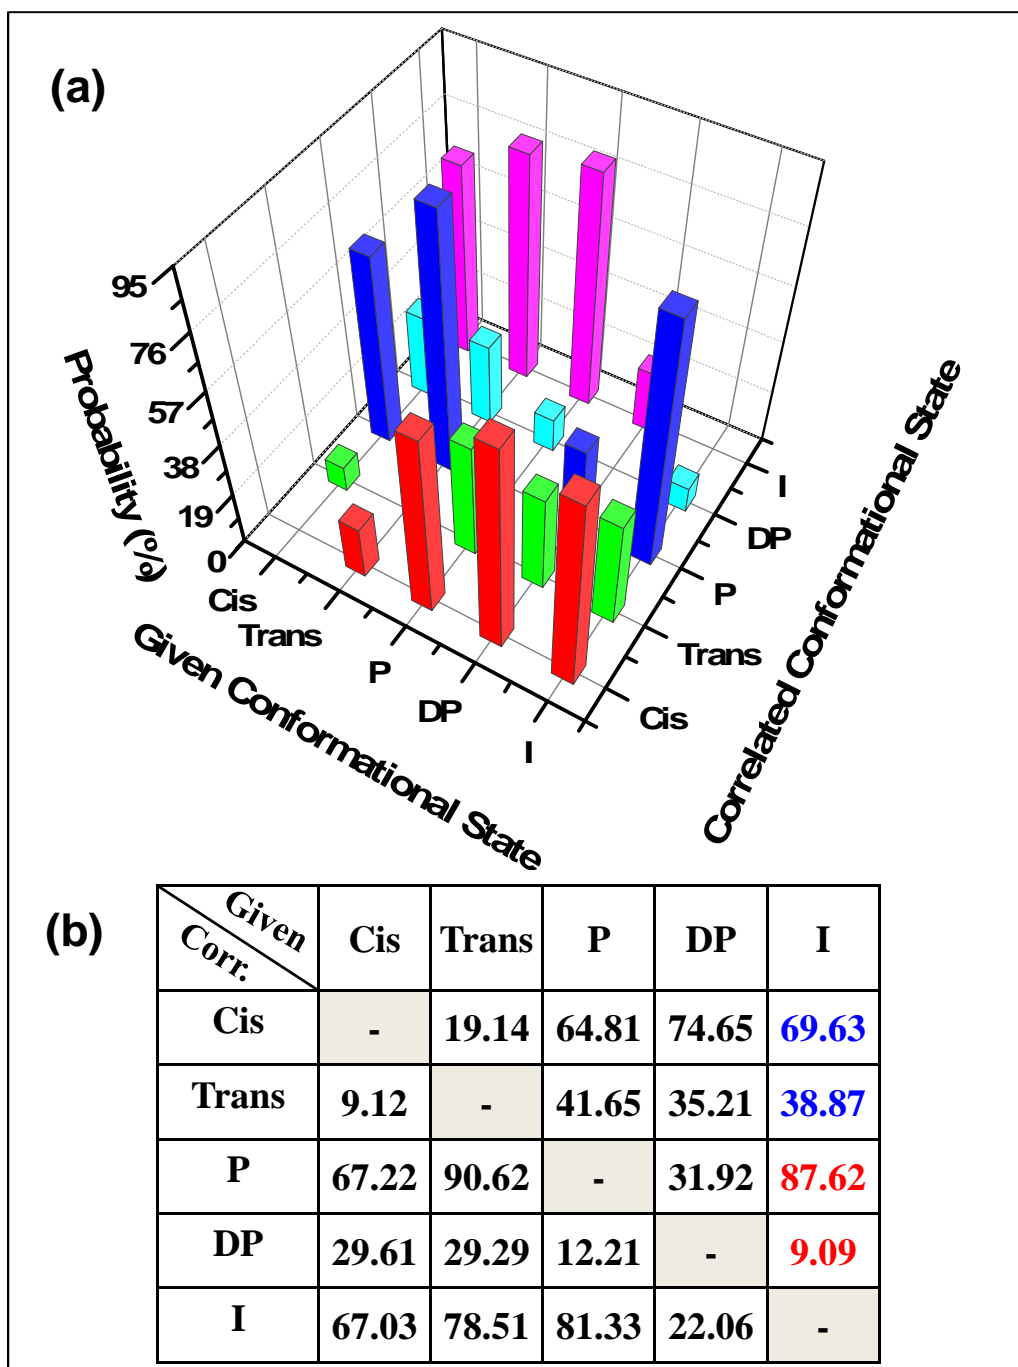 (a)
95
76
57
38
19
0
Probability (%)
Cis
Trans
P
DP
I
Given Conformational State
I
DP
P
Trans
Cis
Correlated Conformational State
(b)
Given
Corr.
Cis Trans P DP I
Cis - 19.14 64.81 74.65 69.63
Trans 9.12 - 41.65 35.21 38.87
P 67.22 90.62 - 31.92 87.62
DP 29.61 29.29 12.21 - 9.09
I 67.03 78.51 81.33 22.06 -